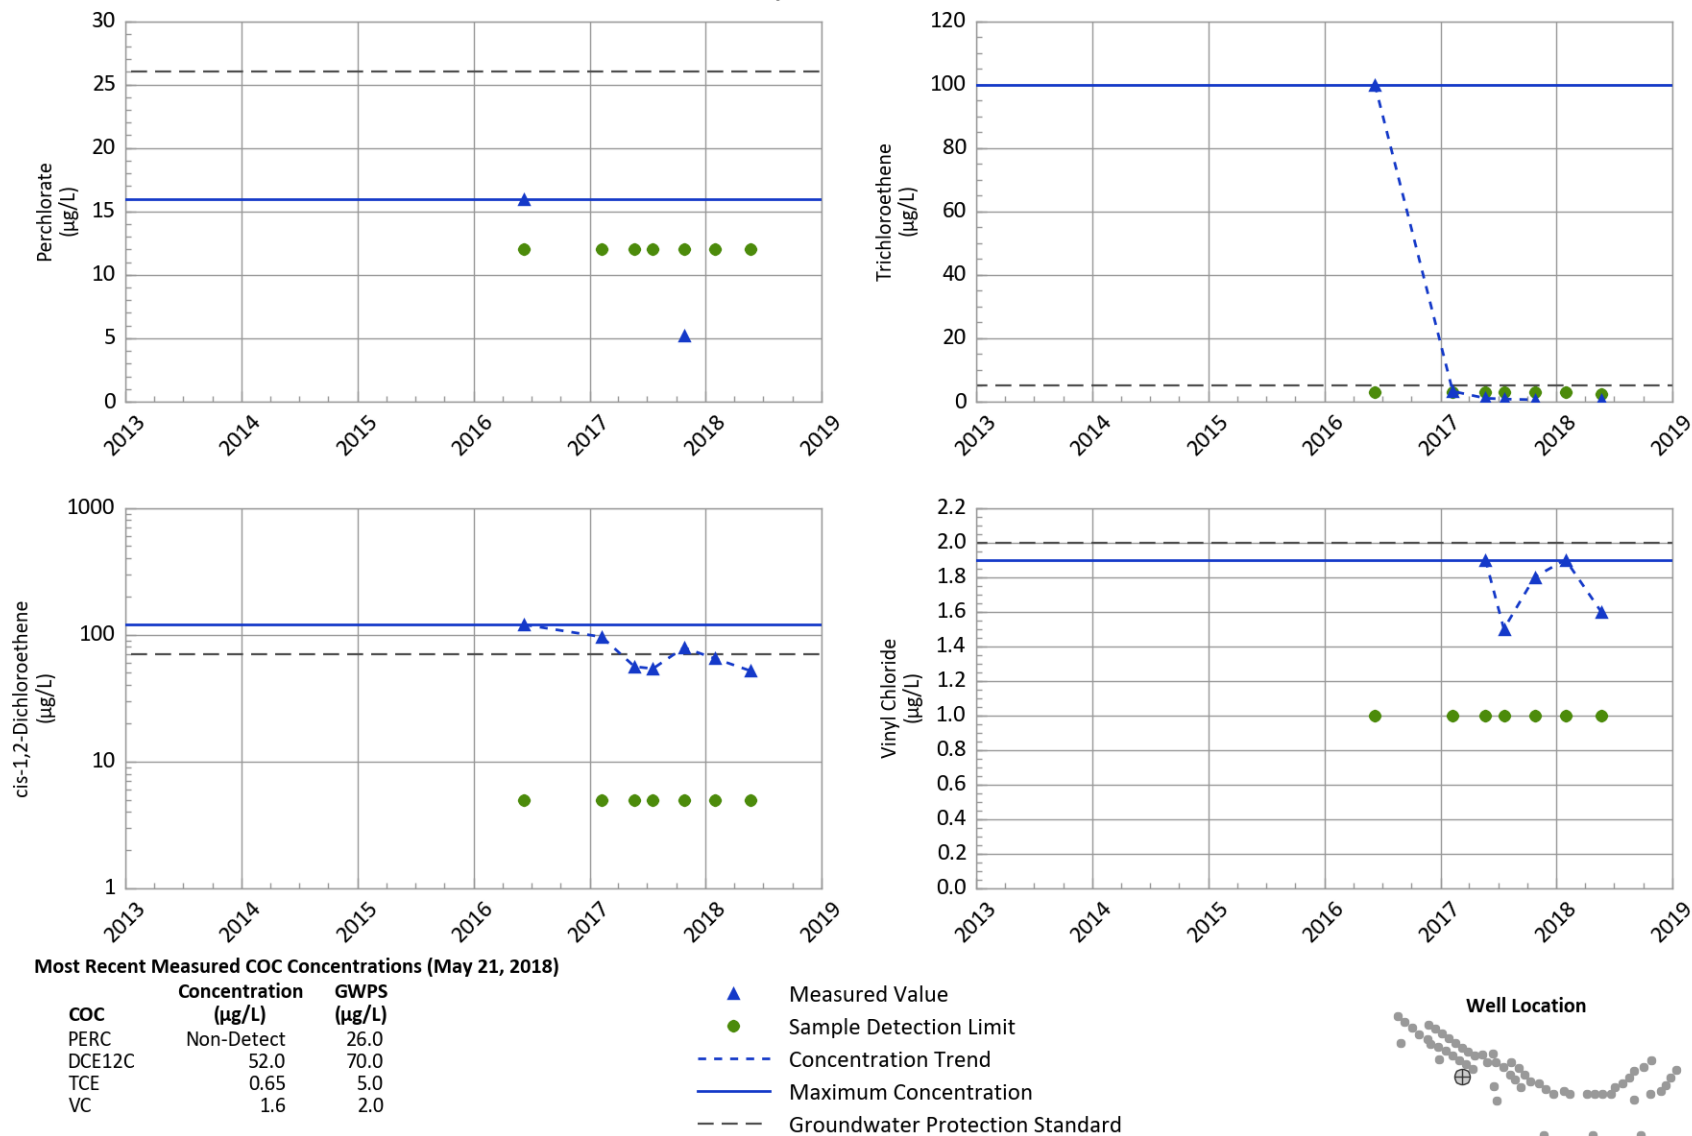 30
25
20
15
10
5
0
Perchlorate
(µg/L)
2013 2014 2015 2016 2017 2018 2019
120
100
80
60
40
20
0
Trichloroethene
(µg/L)
2013 2014 2015 2016 2017 2018 2019
1000
100
10
1
cis-1,2-Dichloroethene
(µg/L)
2013 2014 2015 2016 2017 2018 2019
2.2
2.0
1.8
1.6
1.4
1.2
1.0
0.8
0.6
0.4
0.2
0.0
Vinyl Chloride
(µg/L)
2013 2014 2015 2016 2017 2018 2019
Most Recent Measured COC Concentrations (May 21, 2018)
Concentration GWPS
COC (µg/L) (µg/L)
PERC Non-Detect 26.0
DCE12C 52.0 70.0
TCE 0.65 5.0
VC 1.6 2.0
Measured Value
Sample Detection Limit
Concentration Trend
Maximum Concentration
Groundwater Protection Standard
Well Location